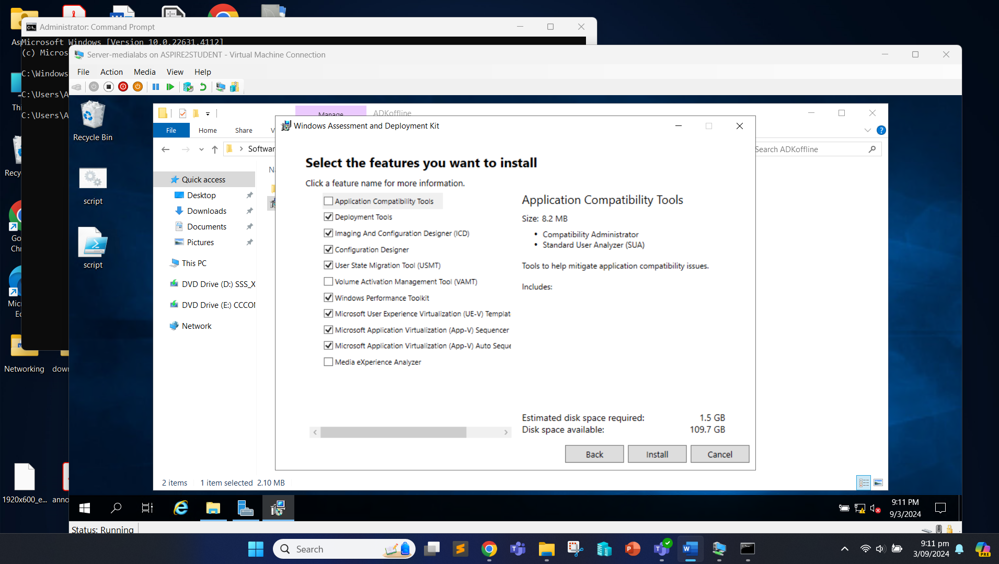 Administrator: Command Prompt
Microsoft Windows [Version 10.0.22631.4112]
(c) Micros
C:\Windows
C:\Users\A
C:\Users\A
Server-medialabs on ASPIRE2STUDENT - Virtual Machine Connection
File Action Media View Help
Recycle Bin
script
script
Manage
ADKoffline
File Home Share V
Softwar
Search ADKoffline
Quick access
Desktop
Downloads
Documents
Pictures
This PC
DVD Drive (D:) SSS_X
DVD Drive (E:) CCCO
Network
2 items 1 item selected 2.10 MB
Windows Assessment and Deployment Kit
Select the features you want to install
Click a feature name for more information.
Application Compatibility Tools
Deployment Tools
Imaging And Configuration Designer (ICD)
Configuration Designer
User State Migration Tool (USMT)
Volume Activation Management Tool (VAMT)
Windows Performance Toolkit
Microsoft User Experience Virtualization (UE-V) Templat
Microsoft Application Virtualization (App-V) Sequencer
Microsoft Application Virtualization (App-V) Auto Seque
Media eXperience Analyzer
Application Compatibility Tools
Size: 8.2 MB
• Compatibility Administrator
• Standard User Analyzer (SUA)
Tools to help mitigate application compatibility issues.
Includes:
Estimated disk space required: 1.5 GB
Disk space available: 109.7 GB
Back Install Cancel
9:11 PM
9/3/2024
Status: Running
As
Thi
Recy
Go
Chr
Mic
Ec
Networking
down
1920x600_e...
anno
Search
9:11 pm
3/09/2024
PRE